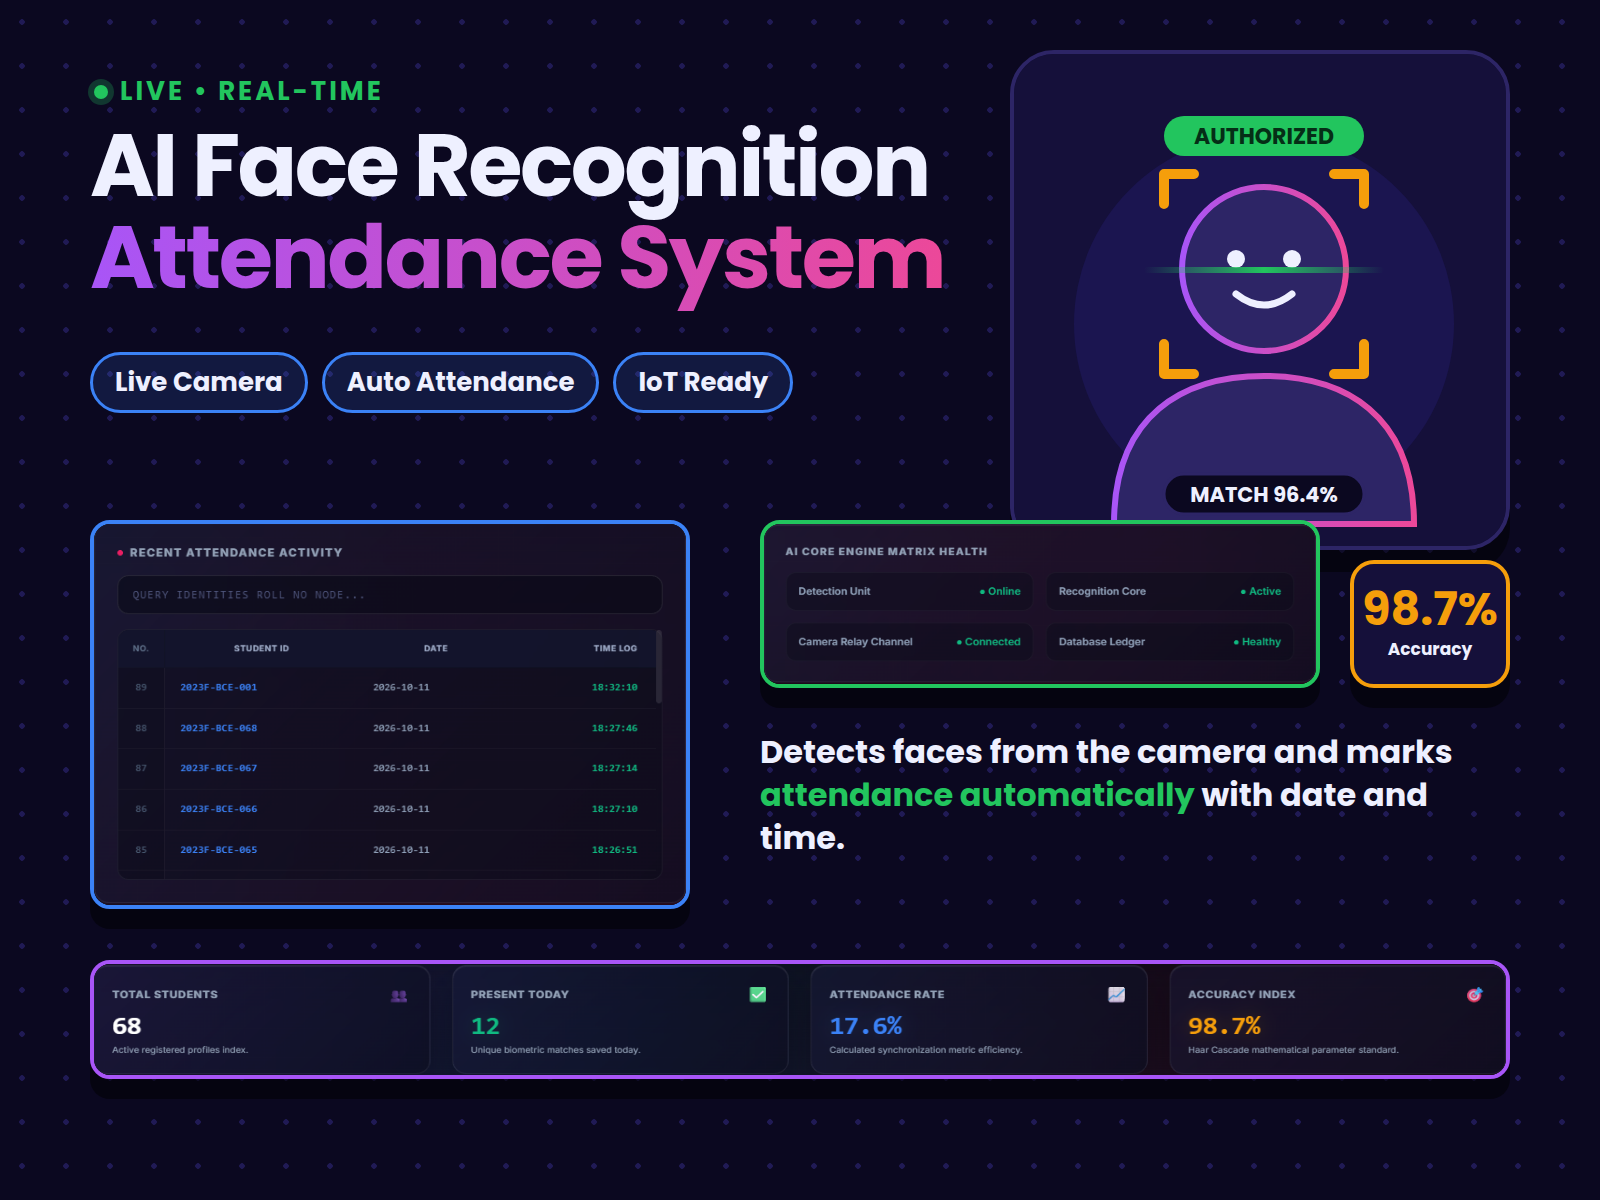 LIVE • REAL-TIME
AI Face Recognition
Attendance System
Live Camera
Auto Attendance
IoT Ready
AUTHORIZED
MATCH 96.4%
RECENT ATTENDANCE ACTIVITY
QUERY IDENTITIES ROLL NO NODE...
NO. STUDENT ID DATE TIME LOG
89 2023F-BCE-001 2026-10-11 18:32:10
88 2023F-BCE-068 2026-10-11 18:27:46
87 2023F-BCE-067 2026-10-11 18:27:14
86 2023F-BCE-066 2026-10-11 18:27:10
85 2023F-BCE-065 2026-10-11 18:26:51
AI CORE ENGINE MATRIX HEALTH
Detection Unit ● Online
Recognition Core ● Active
Camera Relay Channel ● Connected
Database Ledger ● Healthy
98.7%
Accuracy
Detects faces from the camera and marks
attendance automatically with date and
time.
TOTAL STUDENTS
68
Active registered profiles index.
PRESENT TODAY
12
Unique biometric matches saved today.
ATTENDANCE RATE
17.6%
Calculated synchronization metric efficiency.
ACCURACY INDEX
98.7%
Haar Cascade mathematical parameter standard.